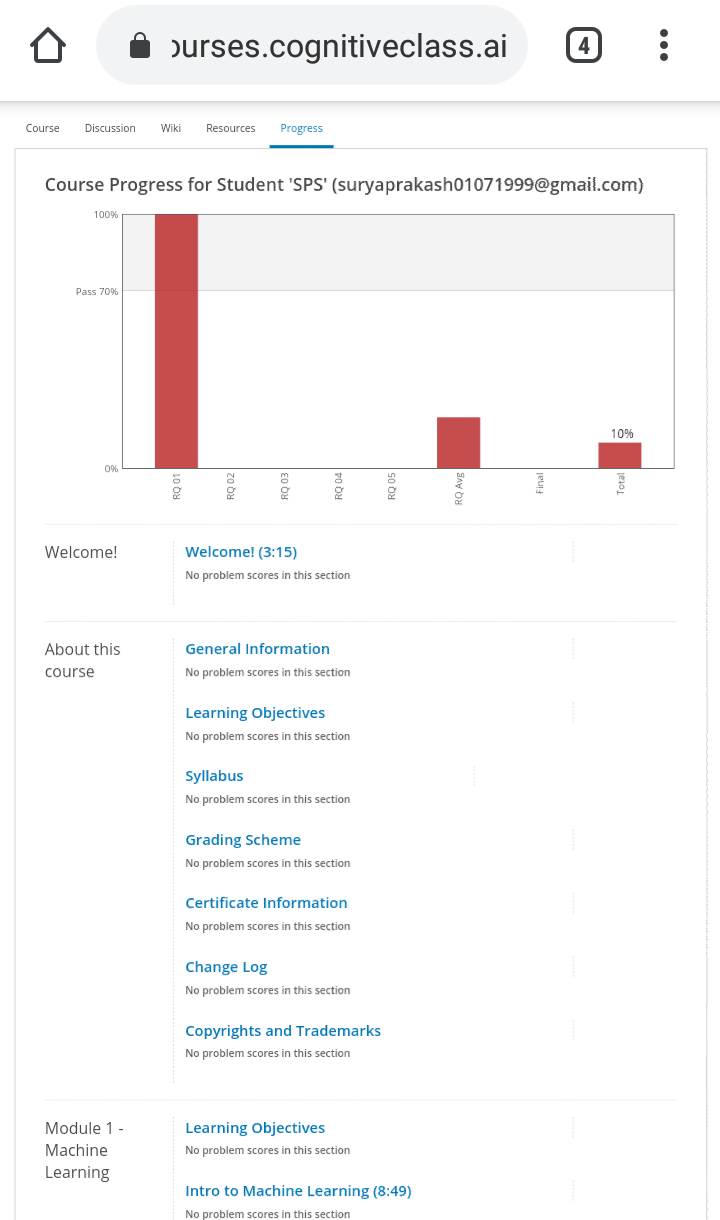 ourses.cognitiveclass.ai
4
Course Discussion Wiki Resources Progress
Course Progress for Student 'SPS' (suryaprakash01071999@gmail.com)
100%
Pass 70%
10%
0%
RQ 01 RQ 02 RQ 03 RQ 04 RQ 05 RQ Avg Final Total
Welcome!
Welcome! (3:15)
No problem scores in this section
About this
course
General Information
No problem scores in this section
Learning Objectives
No problem scores in this section
Syllabus
No problem scores in this section
Grading Scheme
No problem scores in this section
Certificate Information
No problem scores in this section
Change Log
No problem scores in this section
Copyrights and Trademarks
No problem scores in this section
Module 1 -
Machine
Learning
Learning Objectives
No problem scores in this section
Intro to Machine Learning (8:49)
No problem scores in this section